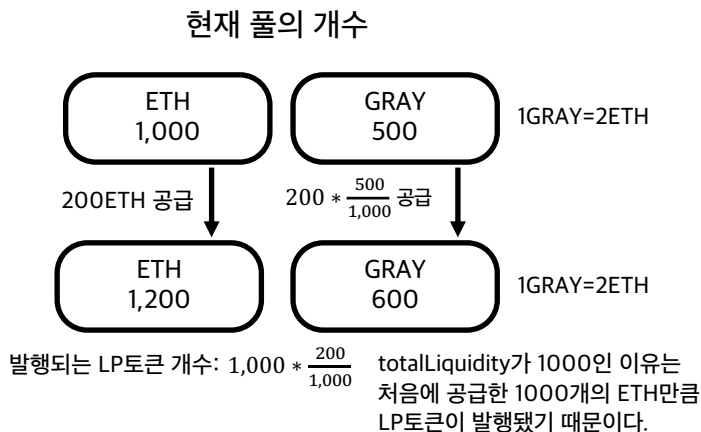 현재 풀의 개수
ETH
1,000
GRAY
500
1GRAY=2ETH
200ETH 공급
200 * 500/1,000 공급
ETH
1,200
GRAY
600
1GRAY=2ETH
발행되는 LP토큰 개수: 1,000 * 200/1,000
totalLiquidity가 1000인 이유는
처음에 공급한 1000개의 ETH만큼
LP토큰이 발행됐기 때문이다.